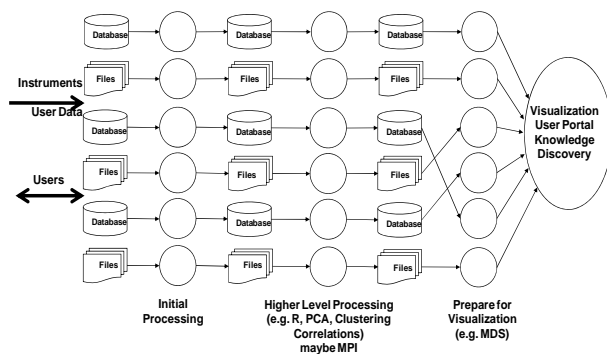 Database Database Database
Instruments
Files Files Files
User Data
Database Database Database
Visualization
User Portal
Knowledge
Discovery
Users
Files Files Files
Database Database Database
Files Files Files
Initial
Processing
Higher Level Processing
(e.g. R, PCA, Clustering
Correlations)
maybe MPI
Prepare for
Visualization
(e.g. MDS)